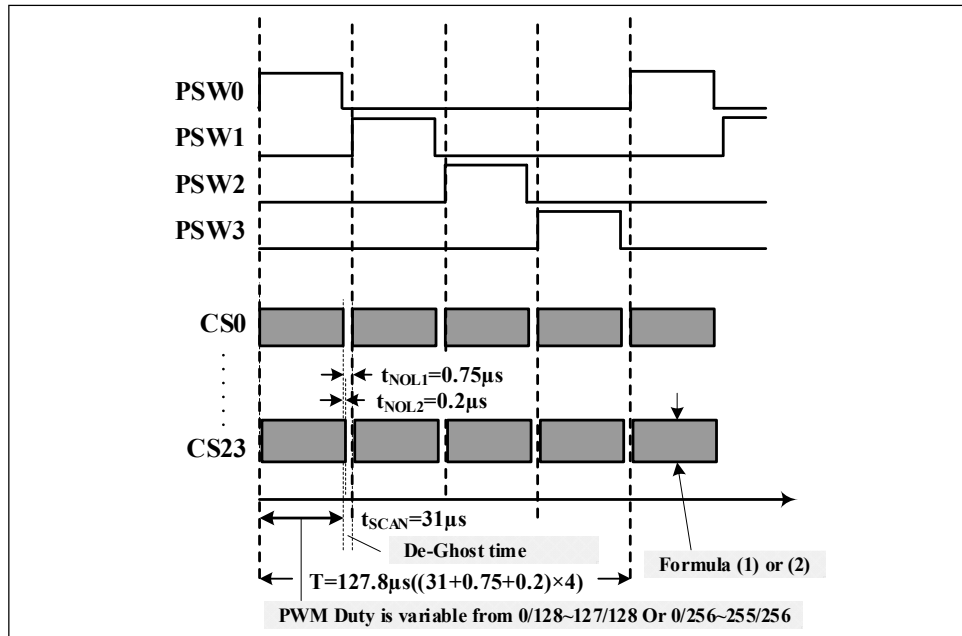 PSW0
PSW1
PSW2
PSW3
CS0
tNOL1=0.75μs
tNOL2=0.2μs
CS23
tSCAN=31μs
De-Ghost time
Formula (1) or (2)
T=127.8μs((31+0.75+0.2)×4)
PWM Duty is variable from 0/128~127/128 Or 0/256~255/256